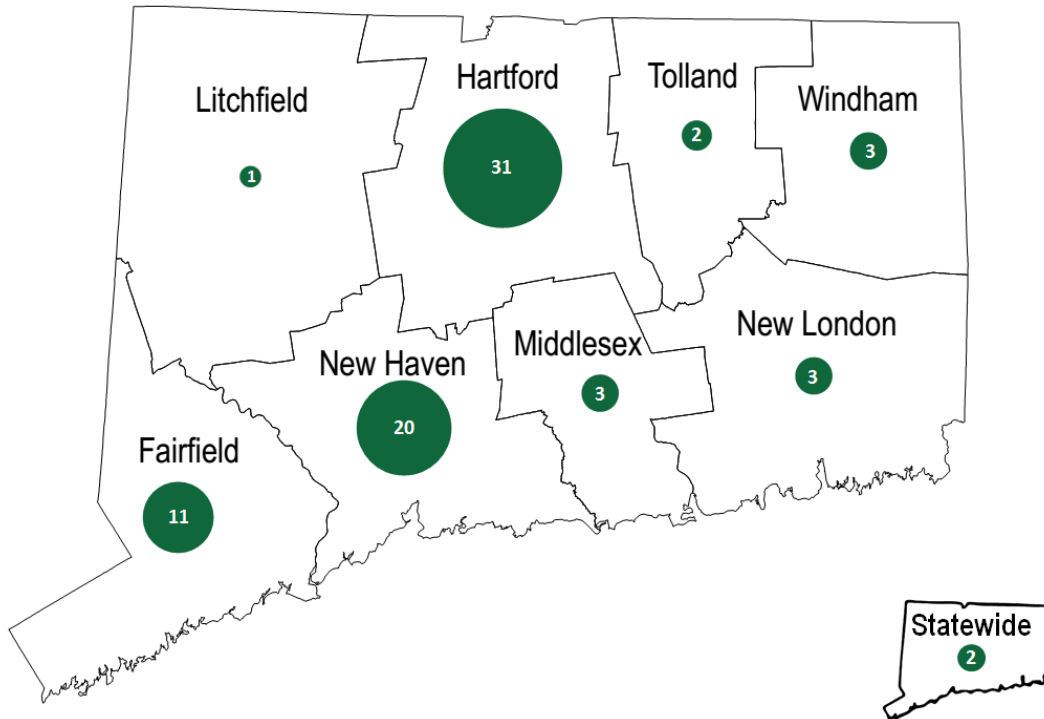 Litchfield
1
Hartford
31
Tolland
2
Windham
3
Fairfield
11
New Haven
20
Middlesex
3
New London
3
Statewide
2